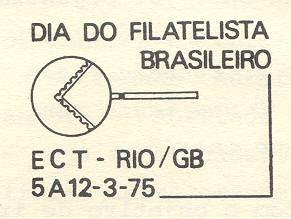 DIA DO FILATELISTA
BRASILEIRO
ECT - RIO/GB
5A12-3-75